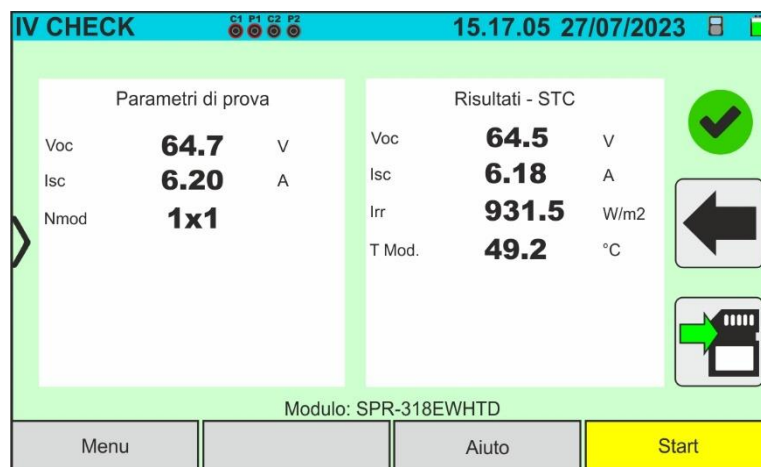 IV CHECK C1 P1 C2 P2 15.17.05 27/07/2023
Parametri di prova
Voc 64.7 V
Isc 6.20 A
Nmod 1x1
Risultati - STC
Voc 64.5 V
Isc 6.18 A
Irr 931.5 W/m2
T Mod. 49.2 °C
Modulo: SPR-318EWHTD
Menu Aiuto Start